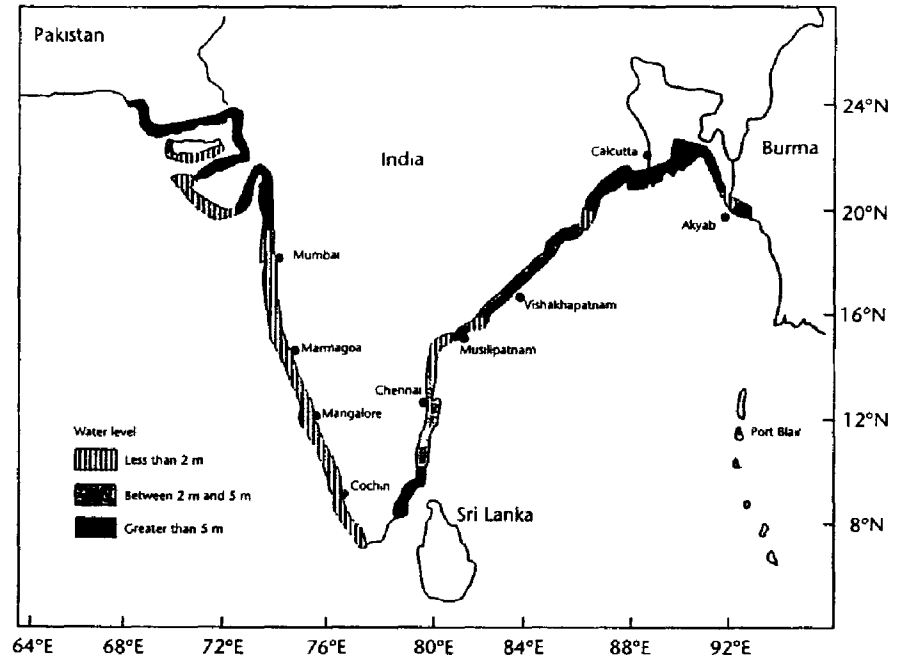 Pakistan
24°N
Calcutta
India
Burma
20°N
Akyab
Mumbai
Vishakhapatnam
16°N
Marmagoa
Musilipatnam
Chennai
12°N
Mangalore
Port Blair
Water level
Less than 2 m
Cochin
Between 2 m and 5 m
Sri Lanka
Greater than 5 m
8°N
64°E 68°E 72°E 76°E 80°E 84°E 88°E 92°E